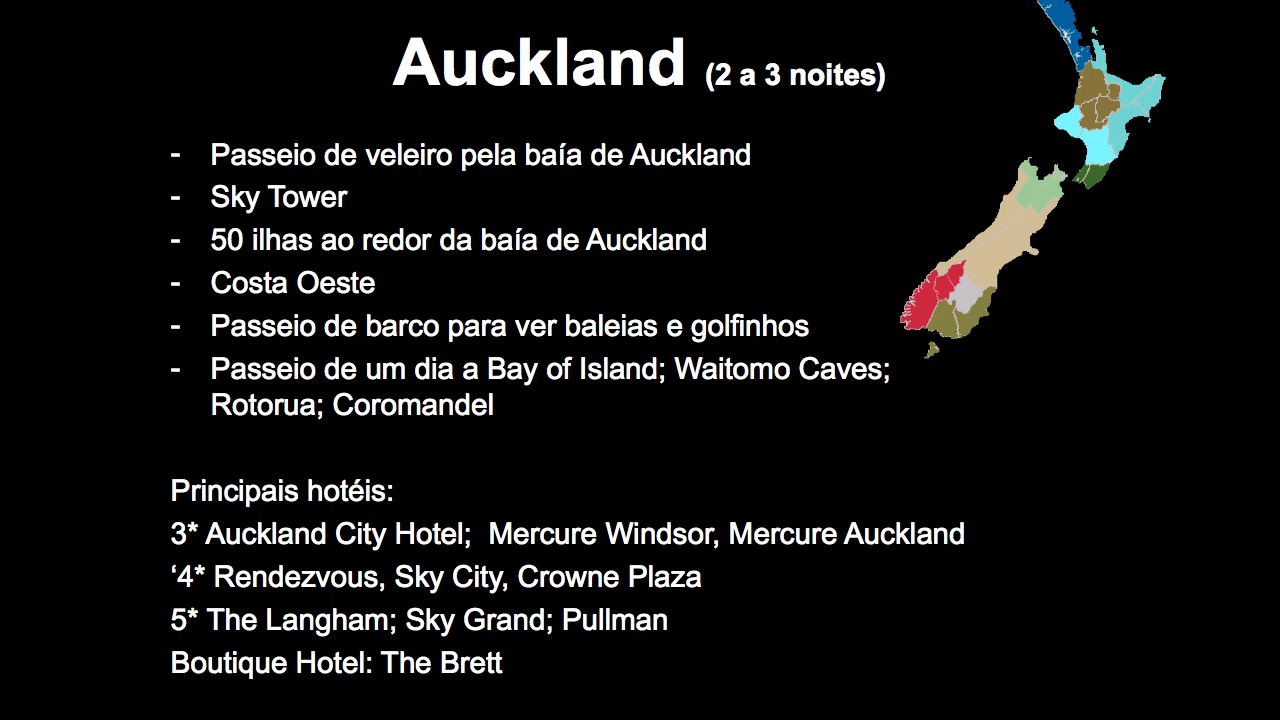 Auckland (2 a 3 noites)
- Passeio de veleiro pela baía de Auckland
- Sky Tower
- 50 ilhas ao redor da baía de Auckland
- Costa Oeste
- Passeio de barco para ver baleias e golfinhos
- Passeio de um dia a Bay of Island; Waitomo Caves;
Rotorua; Coromandel
Principais hotéis:
3* Auckland City Hotel;  Mercure Windsor, Mercure Auckland
‘4* Rendezvous, Sky City, Crowne Plaza
5* The Langham; Sky Grand; Pullman
Boutique Hotel: The Brett